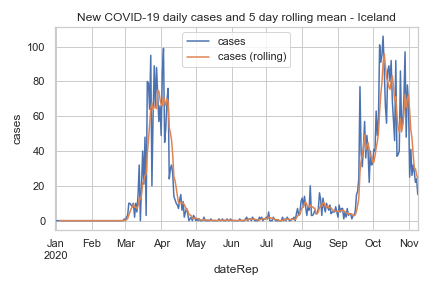 New COVID-19 daily cases and 5 day rolling mean - Iceland
cases
cases (rolling)
cases
100
80
60
40
20
0
Jan Feb Mar Apr May Jun Jul Aug Sep Oct Nov
2020
dateRep